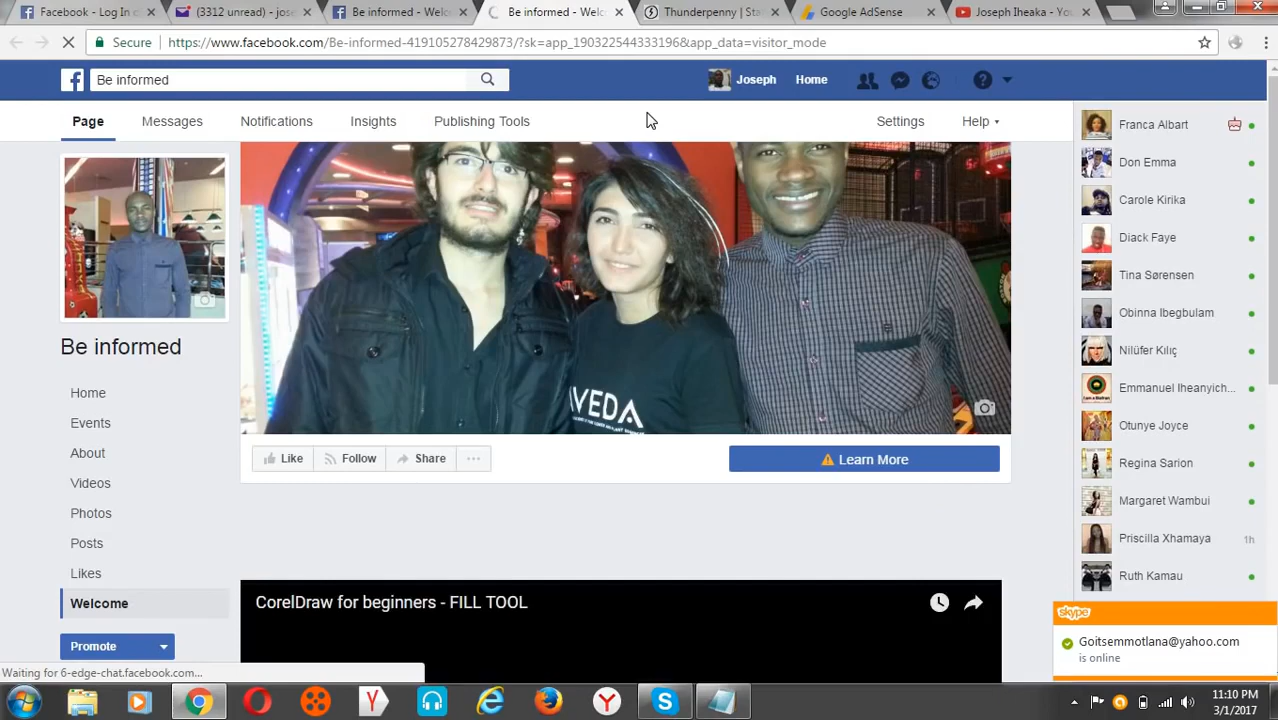 Facebook - Log In o
(3312 unread) - jose
Be informed - Welco
Be informed - Welc
Thunderpenny | Sta
Google AdSense
Joseph Iheaka - You
Secure
https://www.facebook.com/Be-informed-419105278429873/?sk=app_190322544333196&app_data=visitor_mode
Be informed
Joseph
Home
Page
Messages
Notifications
Insights
Publishing Tools
Settings
Help
AVEDA
Be informed
Home
Events
About
Videos
Photos
Posts
Likes
Welcome
Promote
Like
Follow
Share
Learn More
CorelDraw for beginners - FILL TOOL
Franca Albart
Don Emma
Carole Kirika
Diack Faye
Tina Sørensen
Obinna Ibegbulam
Nilüfer Kılıç
Emmanuel Iheanyich...
Otunye Joyce
Regina Sarion
Margaret Wambui
Priscilla Xhamaya 1h
Ruth Kamau
skype
Goitsemmotlana@yahoo.com
is online
Waiting for 6-edge-chat.facebook.com...
11:10 PM
3/1/2017